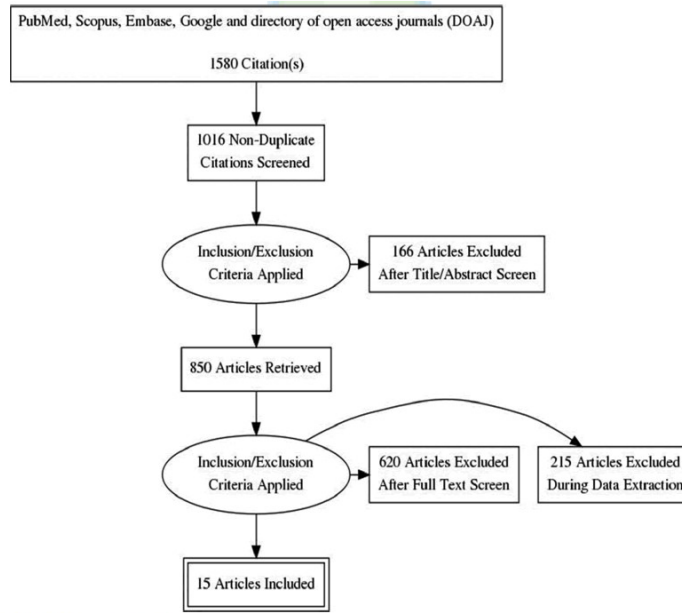 PubMed, Scopus, Embase, Google and directory of open access journals (DOAJ)
1580 Citation(s)
1016 Non-Duplicate
Citations Screened
Inclusion/Exclusion
Criteria Applied
166 Articles Excluded
After Title/Abstract Screen
850 Articles Retrieved
Inclusion/Exclusion
Criteria Applied
620 Articles Excluded
After Full Text Screen
215 Articles Excluded
During Data Extraction
15 Articles Included